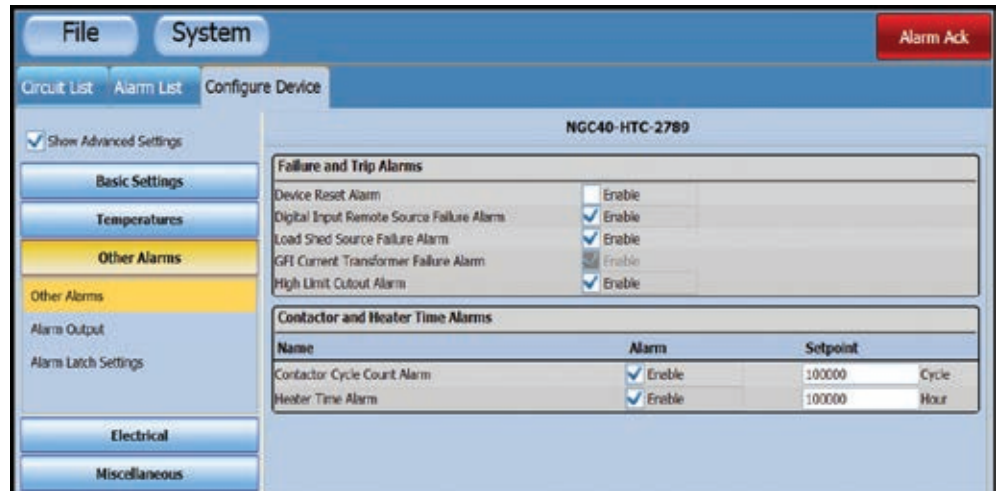 File System Alarm Ack
Circuit List Alarm List Configure Device
Show Advanced Settings
Basic Settings
Temperatures
Other Alarms
Other Alarms
Alarm Output
Alarm Latch Settings
Electrical
Miscellaneous
NGC40-HTC-2789
Failure and Trip Alarms
Device Reset Alarm Enable
Digital Input Remote Source Failure Alarm Enable
Load Shed Source Failure Alarm Enable
GFI Current Transformer Failure Alarm Enable
High Limit Cutout Alarm Enable
Contactor and Heater Time Alarms
Name Alarm Setpoint
Contactor Cycle Count Alarm Enable 100000 Cycle
Heater Time Alarm Enable 100000 Hour